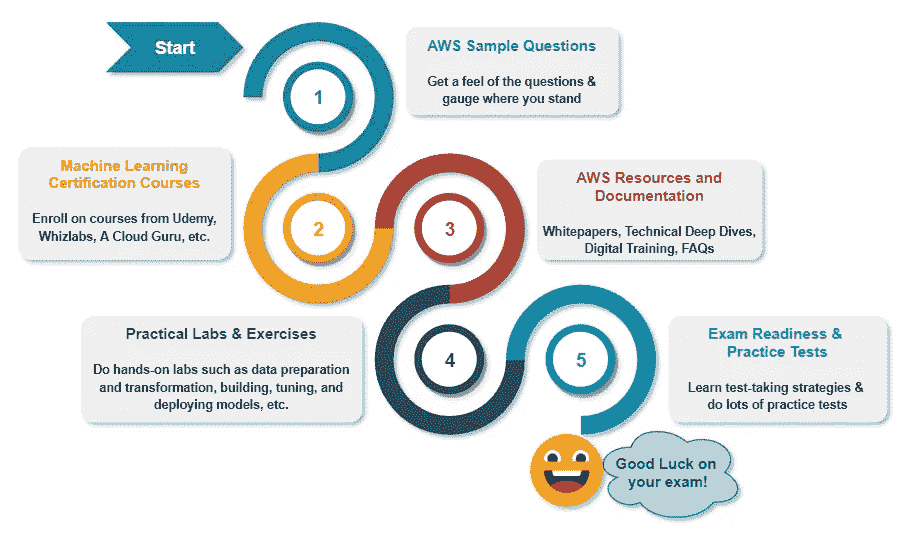 Start
1
AWS Sample Questions
Get a feel of the questions &
gauge where you stand
Machine Learning
Certification Courses
Enroll on courses from Udemy,
Whizlabs, A Cloud Guru, etc.
2
3
AWS Resources and
Documentation
Whitepapers, Technical Deep Dives,
Digital Training, FAQs
Practical Labs & Exercises
Do hands-on labs such as data preparation
and transformation, building, tuning, and
deploying models, etc.
4
5
Exam Readiness &
Practice Tests
Learn test-taking strategies &
do lots of practice tests
Good Luck on
your exam!